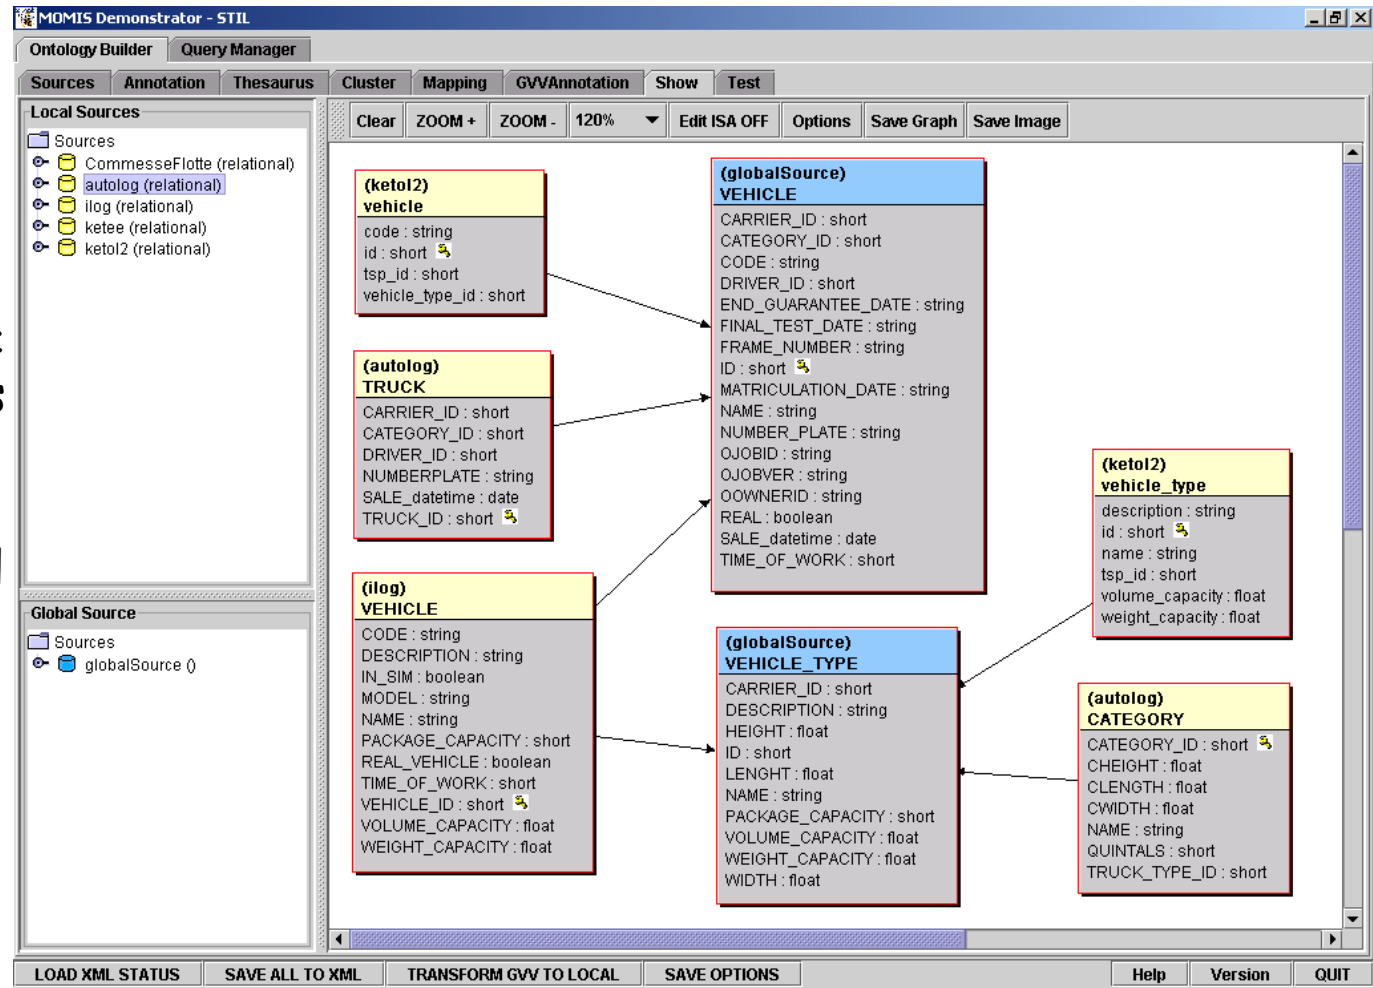 MOMIS Demonstrator - STIL
Ontology Builder Query Manager
Sources Annotation Thesaurus Cluster Mapping GVVAnnotation Show Test
Local Sources
Sources
CommesseFlotte (relational)
autolog (relational)
ilog (relational)
ketee (relational)
ketol2 (relational)
Global Source
Sources
globalSource ()
Clear ZOOM + ZOOM - 120% Edit ISA OFF Options Save Graph Save Image
(ketol2)
vehicle
code : string
id : short
tsp_id : short
vehicle_type_id : short
(autolog)
TRUCK
CARRIER_ID : short
CATEGORY_ID : short
DRIVER_ID : short
NUMBERPLATE : string
SALE_datetime : date
TRUCK_ID : short
(ilog)
VEHICLE
CODE : string
DESCRIPTION : string
IN_SIM : boolean
MODEL : string
NAME : string
PACKAGE_CAPACITY : short
REAL_VEHICLE : boolean
TIME_OF_WORK : short
VEHICLE_ID : short
VOLUME_CAPACITY : float
WEIGHT_CAPACITY : float
(globalSource)
VEHICLE
CARRIER_ID : short
CATEGORY_ID : short
CODE : string
DRIVER_ID : short
END_GUARANTEE_DATE : string
FINAL_TEST_DATE : string
FRAME_NUMBER : string
ID : short
MATRICULATION_DATE : string
NAME : string
NUMBER_PLATE : string
OJOBID : string
OJOBVER : string
OOWNERID : string
REAL : boolean
SALE_datetime : date
TIME_OF_WORK : short
(globalSource)
VEHICLE_TYPE
CARRIER_ID : short
DESCRIPTION : string
HEIGHT : float
ID : short
LENGHT : float
NAME : string
PACKAGE_CAPACITY : short
VOLUME_CAPACITY : float
WEIGHT_CAPACITY : float
WIDTH : float
(ketol2)
vehicle_type
description : string
id : short
name : string
tsp_id : short
volume_capacity : float
weight_capacity : float
(autolog)
CATEGORY
CATEGORY_ID : short
CHEIGHT : float
CLENGTH : float
CWIDTH : float
NAME : string
QUINTALS : short
TRUCK_TYPE_ID : short
LOAD XML STATUS SAVE ALL TO XML TRANSFORM GVV TO LOCAL SAVE OPTIONS Help Version QUIT